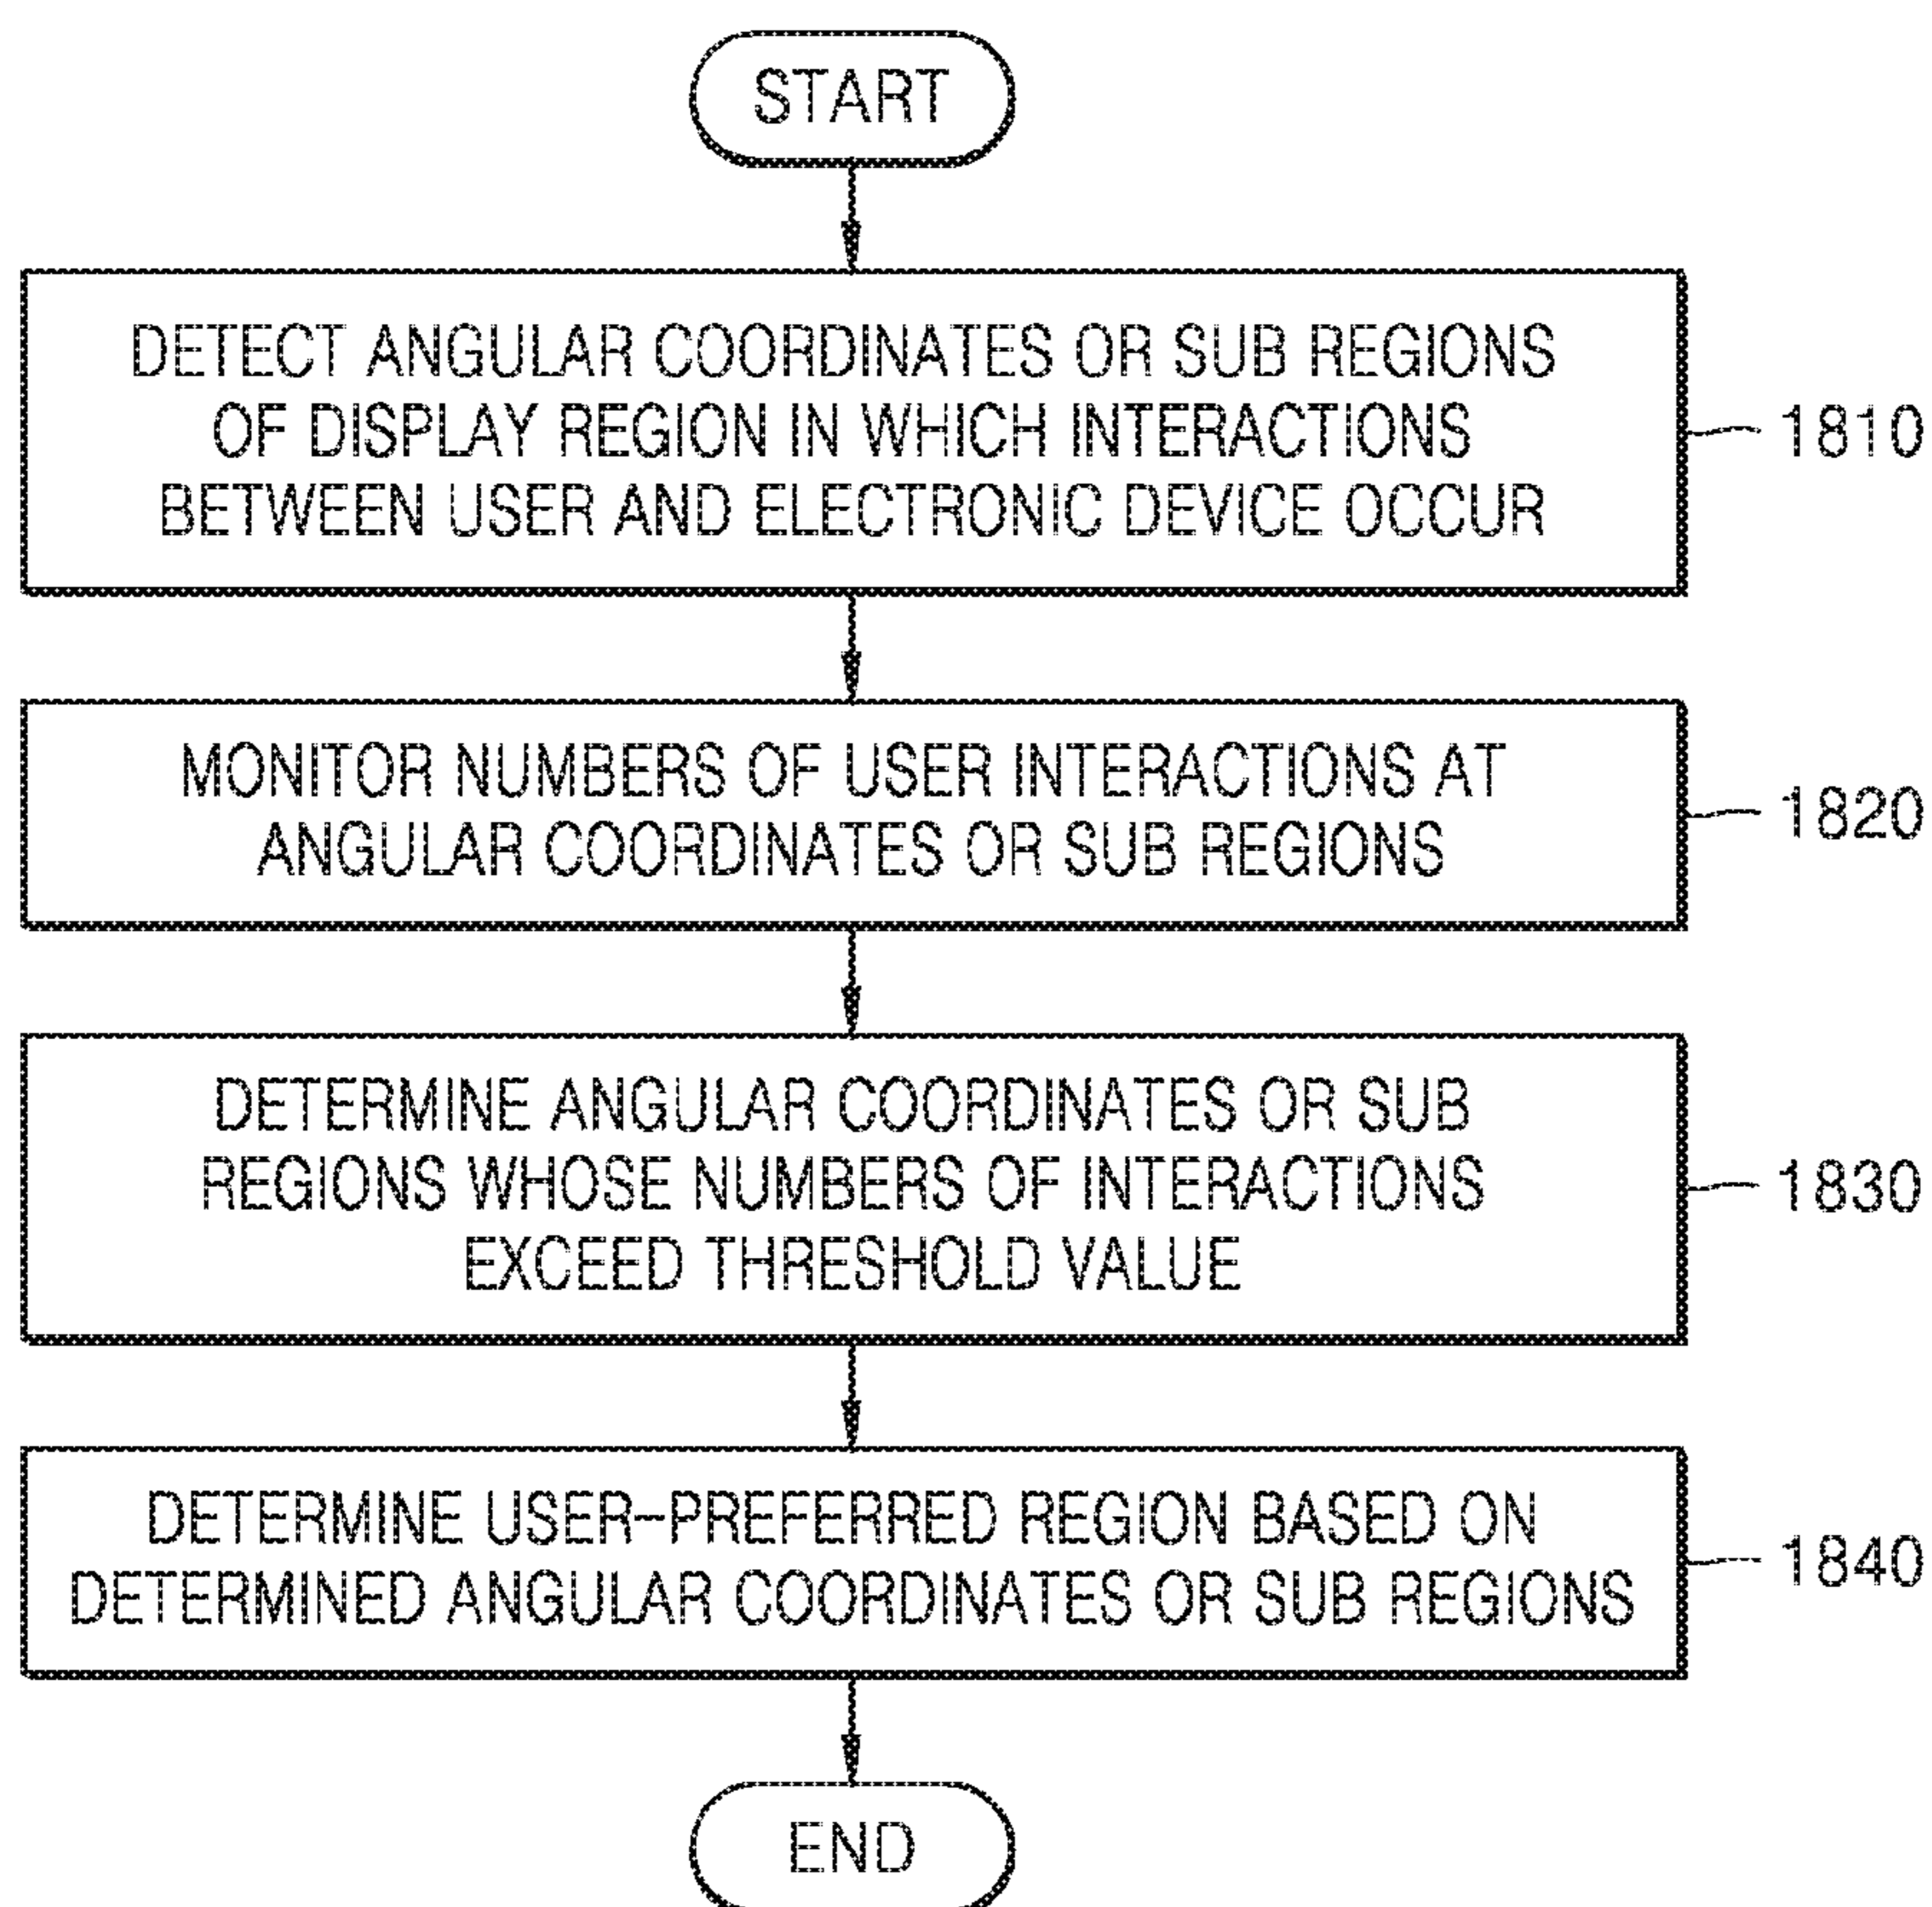 START
DETECT ANGULAR COORDINATES OR SUB REGIONS
OF DISPLAY REGION IN WHICH INTERACTIONS
BETWEEN USER AND ELECTRONIC DEVICE OCCUR
1810
MONITOR NUMBERS OF USER INTERACTIONS AT
ANGULAR COORDINATES OR SUB REGIONS
1820
DETERMINE ANGULAR COORDINATES OR SUB
REGIONS WHOSE NUMBERS OF INTERACTIONS
EXCEED THRESHOLD VALUE
1830
DETERMINE USER-PREFERRED REGION BASED ON
DETERMINED ANGULAR COORDINATES OR SUB REGIONS
1840
END